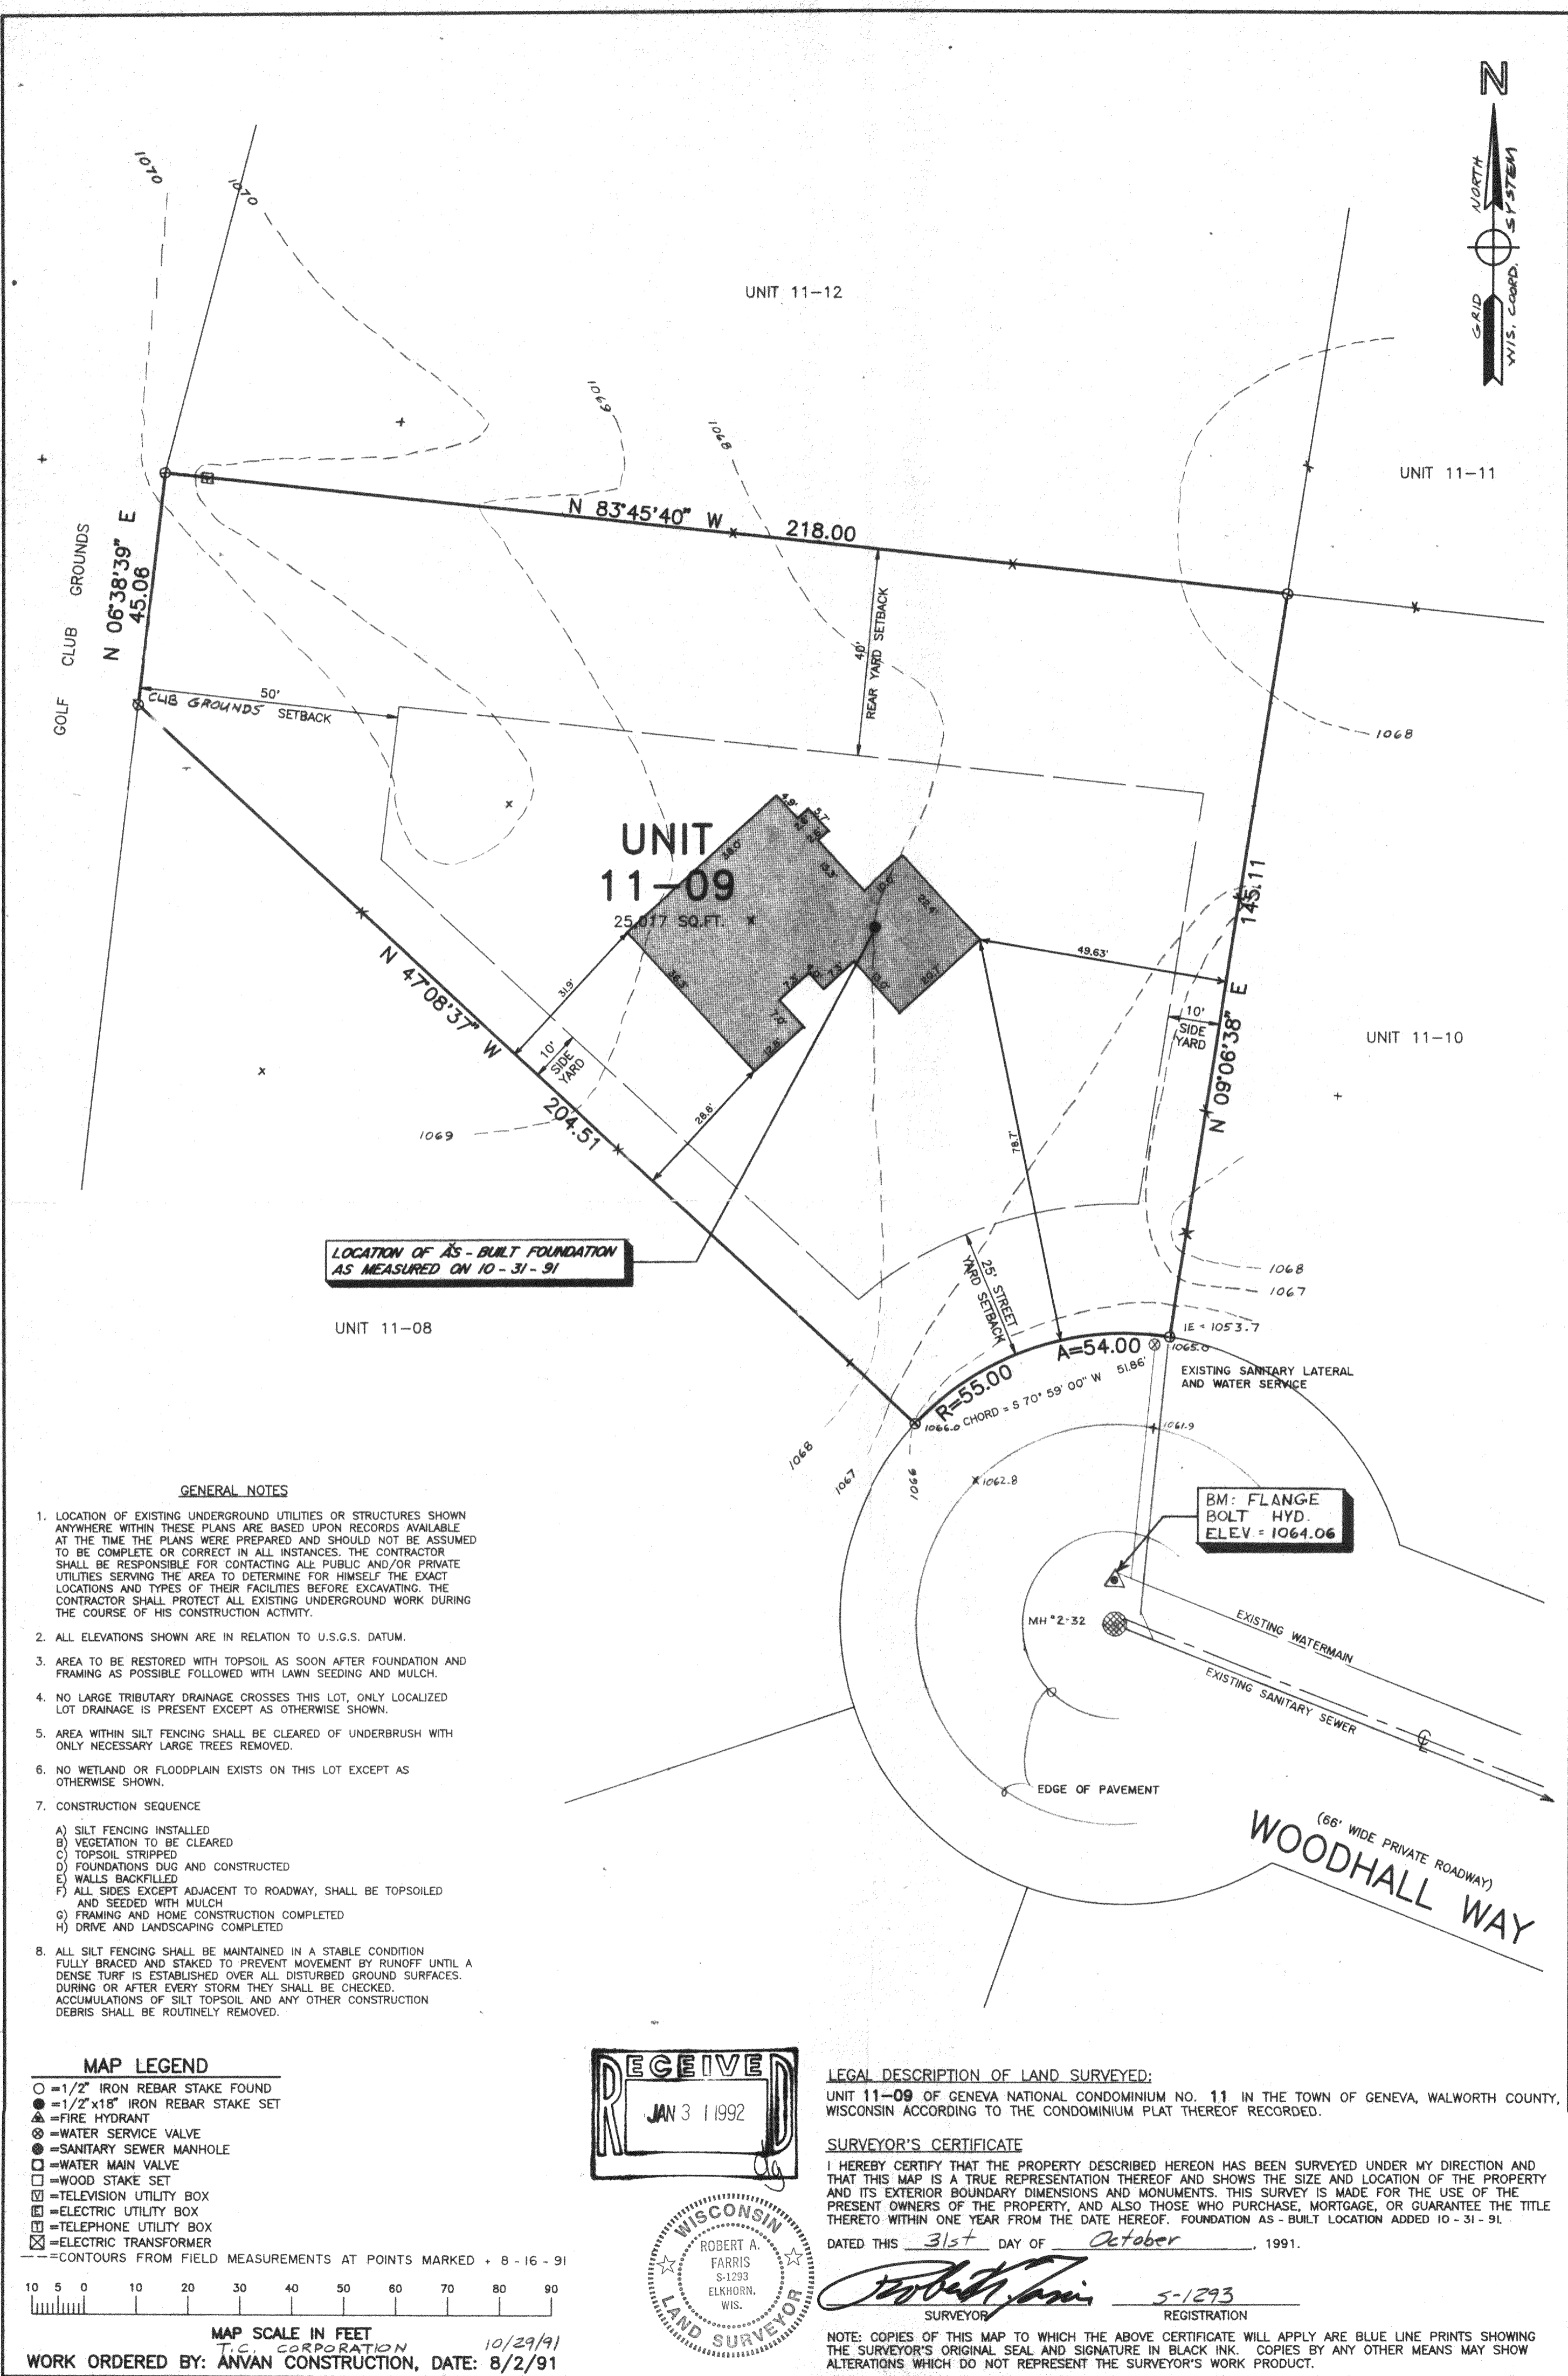 N
GRID NORTH
WIS. COORD. SYSTEM
1070
1070
UNIT 11-12
1069
1068
UNIT 11-11
N 83°45'40" W 218.00
N 06°38'39" E
45.06
GOLF CLUB GROUNDS
50'
CLUB GROUNDS SETBACK
40'
REAR YARD SETBACK
1068
UNIT
11-09
25,017 SQ.FT.
4.9'
2.6'
5.7'
2.6'
38.0'
13.3'
10.0'
22.4'
20.7'
13.0'
7.3'
2.0'
7.3'
7.0'
12.8'
36.3'
31.9'
28.8'
49.63'
78.7'
145.11
N 09°06'38" E
10'
SIDE
YARD
UNIT 11-10
N 47°08'37" W
204.51
10'
SIDE
YARD
1069
LOCATION OF AS-BUILT FOUNDATION
AS MEASURED ON 10-31-91
UNIT 11-08
25' STREET
YARD SETBACK
1068
1067
IE = 1053.7
1065.0
EXISTING SANITARY LATERAL
AND WATER SERVICE
R=55.00 A=54.00
CHORD = S 70° 59' 00" W 51.86'
1066.0
1061.9
1062.8
1068
1067
1066
BM: FLANGE
BOLT HYD.
ELEV. = 1064.06
MH #2-32
EXISTING WATERMAIN
EXISTING SANITARY SEWER
EDGE OF PAVEMENT
(66' WIDE PRIVATE ROADWAY)
WOODHALL WAY
GENERAL NOTES
1. LOCATION OF EXISTING UNDERGROUND UTILITIES OR STRUCTURES SHOWN
ANYWHERE WITHIN THESE PLANS ARE BASED UPON RECORDS AVAILABLE
AT THE TIME THE PLANS WERE PREPARED AND SHOULD NOT BE ASSUMED
TO BE COMPLETE OR CORRECT IN ALL INSTANCES. THE CONTRACTOR
SHALL BE RESPONSIBLE FOR CONTACTING ALL PUBLIC AND/OR PRIVATE
UTILITIES SERVING THE AREA TO DETERMINE FOR HIMSELF THE EXACT
LOCATIONS AND TYPES OF THEIR FACILITIES BEFORE EXCAVATING. THE
CONTRACTOR SHALL PROTECT ALL EXISTING UNDERGROUND WORK DURING
THE COURSE OF HIS CONSTRUCTION ACTIVITY.
2. ALL ELEVATIONS SHOWN ARE IN RELATION TO U.S.G.S. DATUM.
3. AREA TO BE RESTORED WITH TOPSOIL AS SOON AFTER FOUNDATION AND
FRAMING AS POSSIBLE FOLLOWED WITH LAWN SEEDING AND MULCH.
4. NO LARGE TRIBUTARY DRAINAGE CROSSES THIS LOT, ONLY LOCALIZED
LOT DRAINAGE IS PRESENT EXCEPT AS OTHERWISE SHOWN.
5. AREA WITHIN SILT FENCING SHALL BE CLEARED OF UNDERBRUSH WITH
ONLY NECESSARY LARGE TREES REMOVED.
6. NO WETLAND OR FLOODPLAIN EXISTS ON THIS LOT EXCEPT AS
OTHERWISE SHOWN.
7. CONSTRUCTION SEQUENCE
A) SILT FENCING INSTALLED
B) VEGETATION TO BE CLEARED
C) TOPSOIL STRIPPED
D) FOUNDATIONS DUG AND CONSTRUCTED
E) WALLS BACKFILLED
F) ALL SIDES EXCEPT ADJACENT TO ROADWAY, SHALL BE TOPSOILED
AND SEEDED WITH MULCH
G) FRAMING AND HOME CONSTRUCTION COMPLETED
H) DRIVE AND LANDSCAPING COMPLETED
8. ALL SILT FENCING SHALL BE MAINTAINED IN A STABLE CONDITION
FULLY BRACED AND STAKED TO PREVENT MOVEMENT BY RUNOFF UNTIL A
DENSE TURF IS ESTABLISHED OVER ALL DISTURBED GROUND SURFACES.
DURING OR AFTER EVERY STORM THEY SHALL BE CHECKED.
ACCUMULATIONS OF SILT TOPSOIL AND ANY OTHER CONSTRUCTION
DEBRIS SHALL BE ROUTINELY REMOVED.
MAP LEGEND
=1/2" IRON REBAR STAKE FOUND
=1/2"x18" IRON REBAR STAKE SET
=FIRE HYDRANT
=WATER SERVICE VALVE
=SANITARY SEWER MANHOLE
=WATER MAIN VALVE
=WOOD STAKE SET
V =TELEVISION UTILITY BOX
E =ELECTRIC UTILITY BOX
T =TELEPHONE UTILITY BOX
=ELECTRIC TRANSFORMER
---=CONTOURS FROM FIELD MEASUREMENTS AT POINTS MARKED + 8-16-91
10 5 0 10 20 30 40 50 60 70 80 90
MAP SCALE IN FEET
T.C. CORPORATION 10/29/91
WORK ORDERED BY: ANVAN CONSTRUCTION, DATE: 8/2/91
RECEIVED
JAN 31 1992
WISCONSIN
ROBERT A.
FARRIS
S-1293
ELKHORN,
WIS.
LAND SURVEYOR
LEGAL DESCRIPTION OF LAND SURVEYED:
UNIT 11-09 OF GENEVA NATIONAL CONDOMINIUM NO. 11 IN THE TOWN OF GENEVA, WALWORTH COUNTY,
WISCONSIN ACCORDING TO THE CONDOMINIUM PLAT THEREOF RECORDED.
SURVEYOR'S CERTIFICATE
I HEREBY CERTIFY THAT THE PROPERTY DESCRIBED HEREON HAS BEEN SURVEYED UNDER MY DIRECTION AND
THAT THIS MAP IS A TRUE REPRESENTATION THEREOF AND SHOWS THE SIZE AND LOCATION OF THE PROPERTY
AND ITS EXTERIOR BOUNDARY DIMENSIONS AND MONUMENTS. THIS SURVEY IS MADE FOR THE USE OF THE
PRESENT OWNERS OF THE PROPERTY, AND ALSO THOSE WHO PURCHASE, MORTGAGE, OR GUARANTEE THE TITLE
THERETO WITHIN ONE YEAR FROM THE DATE HEREOF. FOUNDATION AS-BUILT LOCATION ADDED 10-31-91.
DATED THIS 31st DAY OF October, 1991.
S-1293
SURVEYOR REGISTRATION
NOTE: COPIES OF THIS MAP TO WHICH THE ABOVE CERTIFICATE WILL APPLY ARE BLUE LINE PRINTS SHOWING
THE SURVEYOR'S ORIGINAL SEAL AND SIGNATURE IN BLACK INK. COPIES BY ANY OTHER MEANS MAY SHOW
ALTERATIONS WHICH DO NOT REPRESENT THE SURVEYOR'S WORK PRODUCT.